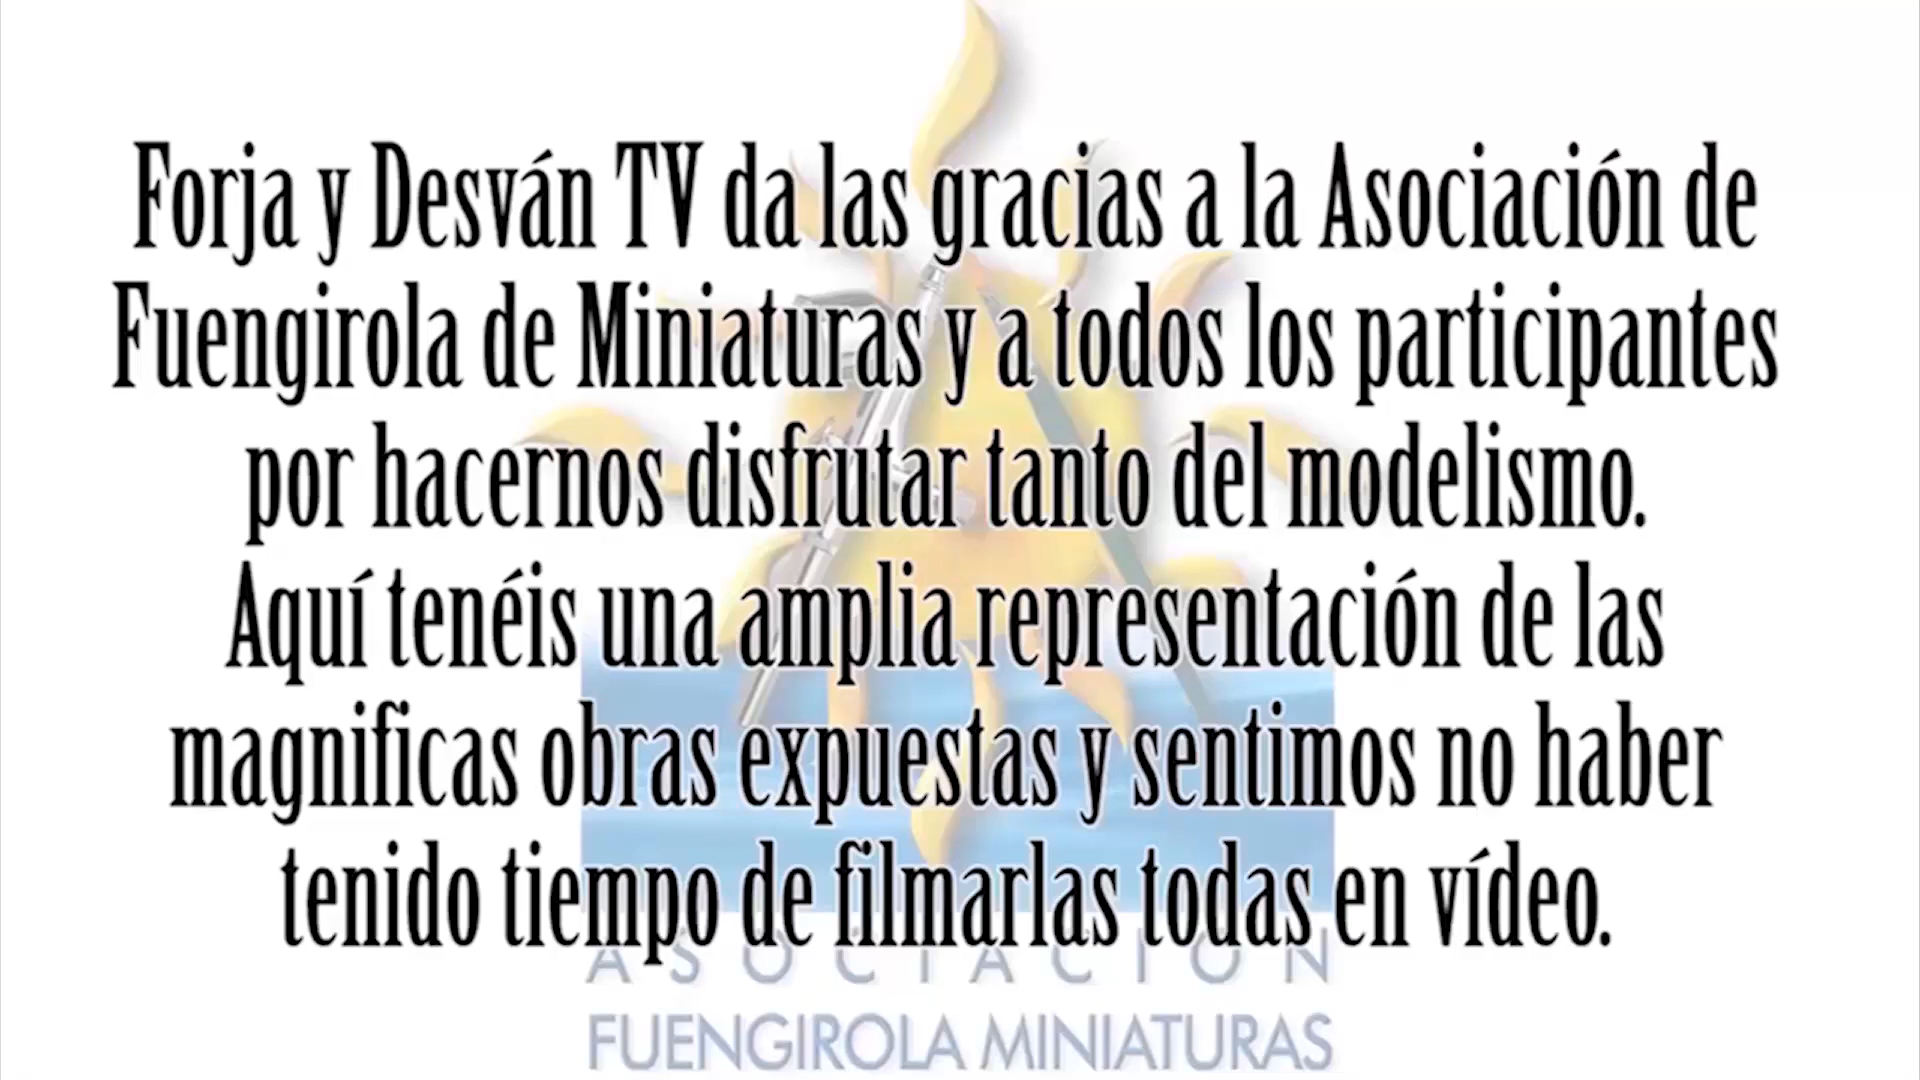 Forja y Desván TV da las gracias a la Asociación de
Fuengirola de Miniaturas y a todos los participantes
por hacernos disfrutar tanto del modelismo.
Aquí tenéis una amplia representación de las
magnificas obras expuestas y sentimos no haber
tenido tiempo de filmarlas todas en vídeo.
ASOCIACIÓN
FUENGIROLA MINIATURAS